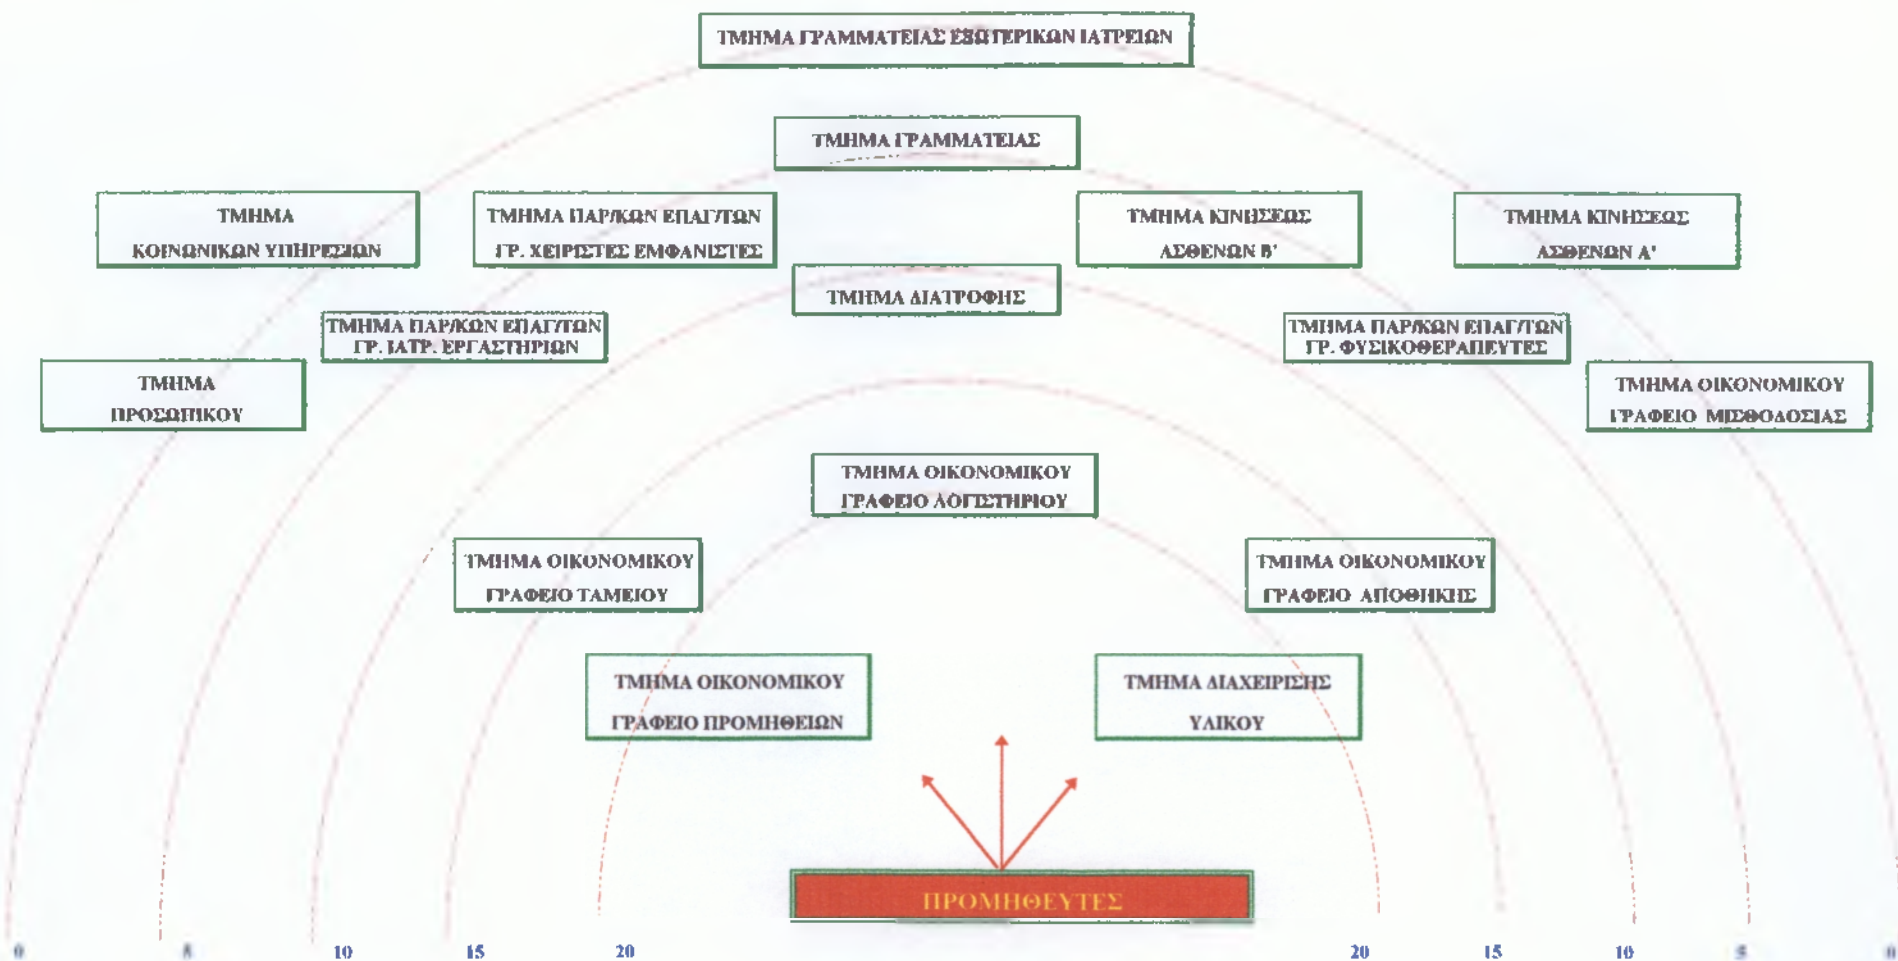 ΤΜΗΜΑ ΓΡΑΜΜΑΤΕΙΑΣ ΕΞΩΤΕΡΙΚΩΝ ΙΑΤΡΕΙΩΝ
ΤΜΗΜΑ ΓΡΑΜΜΑΤΕΙΑΣ
ΤΜΗΜΑ
ΚΟΙΝΩΝΙΚΩΝ ΥΠΗΡΕΣΙΩΝ
ΤΜΗΜΑ ΠΑΡ/ΚΩΝ ΕΠΑΓ/ΤΩΝ
ΓΡ. ΧΕΙΡΙΣΤΕΣ ΕΜΦΑΝΙΣΤΕΣ
ΤΜΗΜΑ ΚΙΝΗΣΕΩΣ
ΑΣΘΕΝΩΝ Β'
ΤΜΗΜΑ ΚΙΝΗΣΕΩΣ
ΑΣΘΕΝΩΝ Α'
ΤΜΗΜΑ ΔΙΑΤΡΟΦΗΣ
ΤΜΗΜΑ ΠΑΡ/ΚΩΝ ΕΠΑΓ/ΤΩΝ
ΓΡ. ΙΑΤΡ. ΕΡΓΑΣΤΗΡΙΩΝ
ΤΜΗΜΑ ΠΑΡ/ΚΩΝ ΕΠΑΓ/ΤΩΝ
ΓΡ. ΦΥΣΙΚΟΘΕΡΑΠΕΥΤΕΣ
ΤΜΗΜΑ
ΠΡΟΣΩΠΙΚΟΥ
ΤΜΗΜΑ ΟΙΚΟΝΟΜΙΚΟΥ
ΓΡΑΦΕΙΟ ΜΙΣΘΟΔΟΣΙΑΣ
ΤΜΗΜΑ ΟΙΚΟΝΟΜΙΚΟΥ
ΓΡΑΦΕΙΟ ΛΟΓΙΣΤΗΡΙΟΥ
ΤΜΗΜΑ ΟΙΚΟΝΟΜΙΚΟΥ
ΓΡΑΦΕΙΟ ΤΑΜΕΙΟΥ
ΤΜΗΜΑ ΟΙΚΟΝΟΜΙΚΟΥ
ΓΡΑΦΕΙΟ ΑΠΟΘΗΚΗΣ
ΤΜΗΜΑ ΟΙΚΟΝΟΜΙΚΟΥ
ΓΡΑΦΕΙΟ ΠΡΟΜΗΘΕΙΩΝ
ΤΜΗΜΑ ΔΙΑΧΕΙΡΙΣΗΣ
ΥΛΙΚΟΥ
ΠΡΟΜΗΘΕΥΤΕΣ
0 5 10 15 20 20 15 10 5 0